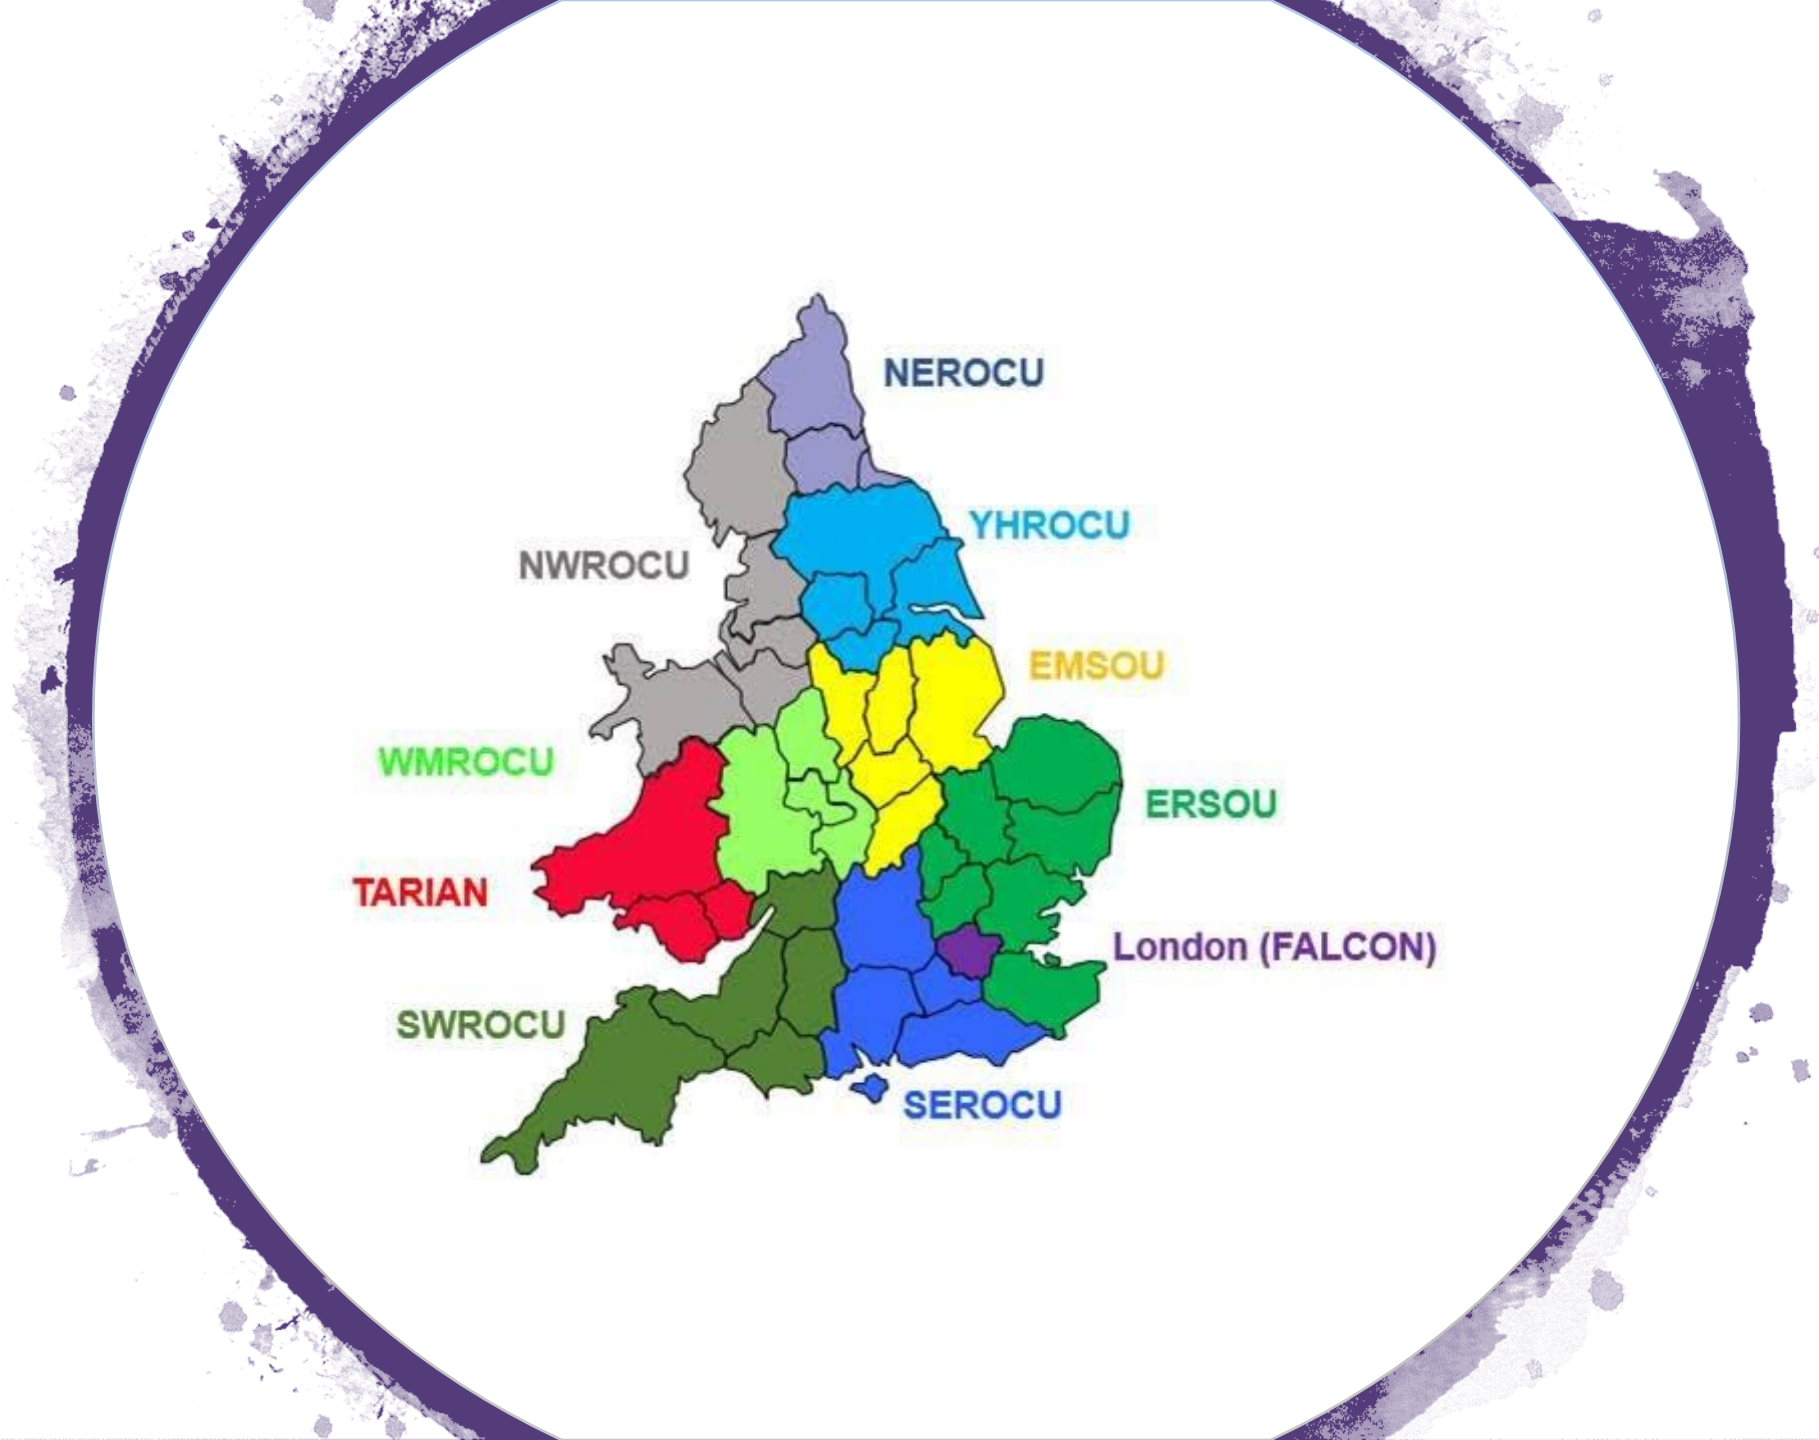 NEROCU
YHROCU
NWROCU
EMSOU
WMROCU
ERSOU
TARIAN
London (FALCON)
SWROCU
SEROCU